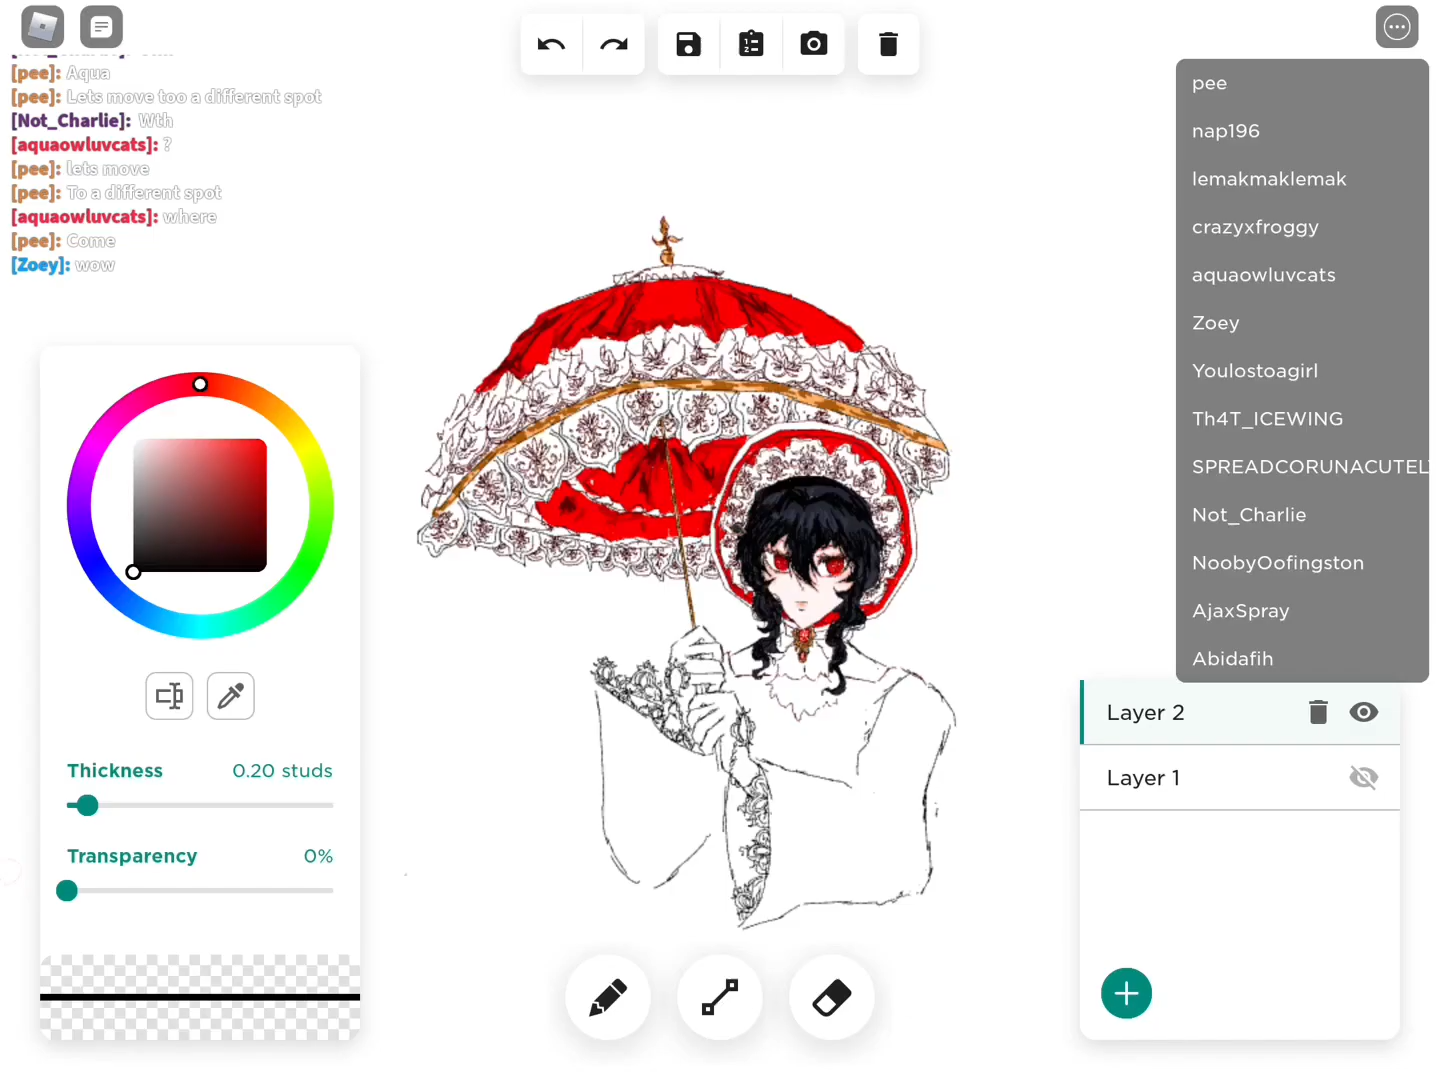 [pee]: Aqua
[pee]: Lets move too a different spot
[Not_Charlie]: Wth
[aquaowluvcats]: ?
[pee]: lets move
[pee]: To a different spot
[aquaowluvcats]: where
[pee]: Come
[Zoey]: wow
pee
nap196
lemakmaklemak
crazyxfroggy
aquaowluvcats
Zoey
Youlostoagirl
Th4T_ICEWING
SPREADCORUNACUTEL
Not_Charlie
NoobyOofingston
AjaxSpray
Abidafih
Thickness 0.20 studs
Transparency 0%
Layer 2
Layer 1